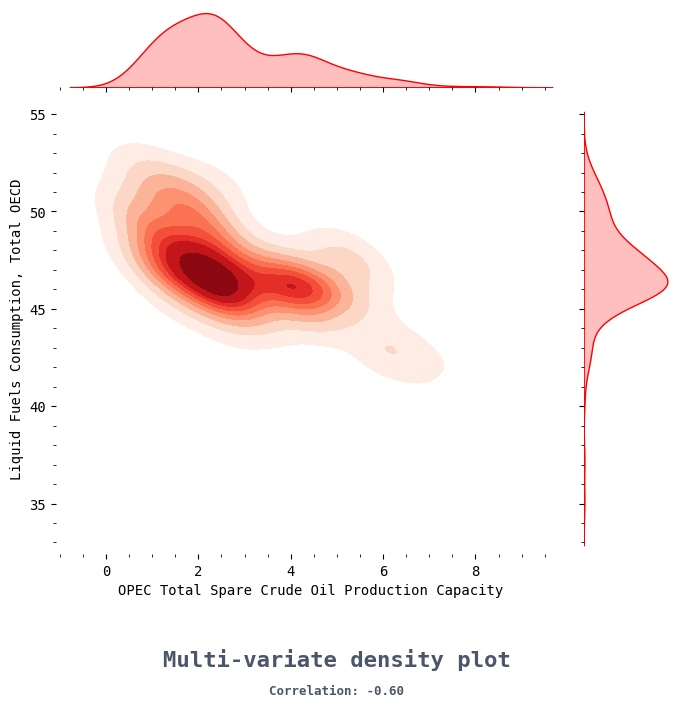 55
50
45
40
35
Liquid Fuels Consumption, Total OECD
0 2 4 6 8
OPEC Total Spare Crude Oil Production Capacity
Multi-variate density plot
Correlation: -0.60